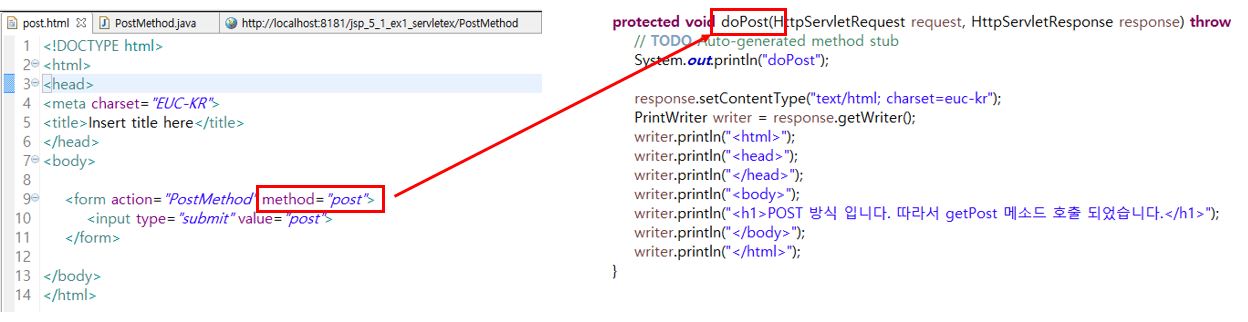 post.html
PostMethod.java
http://localhost:8181/jsp_5_1_ex1_servletex/PostMethod
1 <!DOCTYPE html>
2 <html>
3 <head>
4 <meta charset="EUC-KR">
5 <title>Insert title here</title>
6 </head>
7 <body>
8
9 <form action="PostMethod" method="post">
10 <input type="submit" value="post">
11 </form>
12
13 </body>
14 </html>
protected void doPost(HttpServletRequest request, HttpServletResponse response) throw
// TODO Auto-generated method stub
System.out.println("doPost");
response.setContentType("text/html; charset=euc-kr");
PrintWriter writer = response.getWriter();
writer.println("<html>");
writer.println("<head>");
writer.println("</head>");
writer.println("<body>");
writer.println("<h1>POST 방식 입니다. 따라서 getPost 메소드 호출 되었습니다.</h1>");
writer.println("</body>");
writer.println("</html>");
}